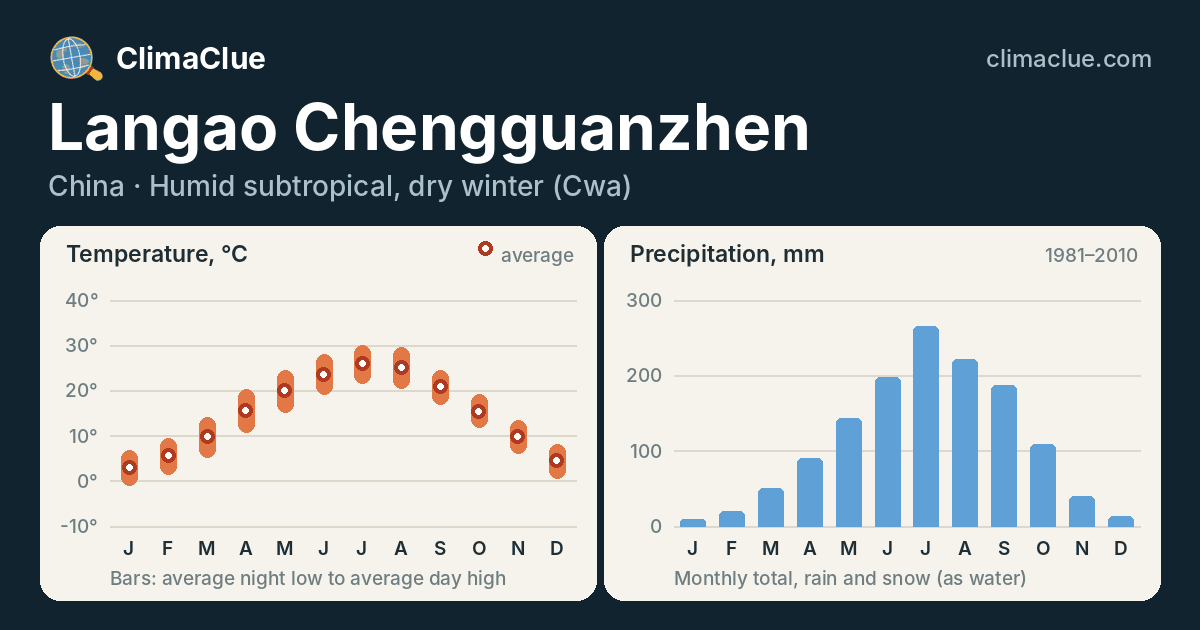 ClimaClue
climaclue.com
Langao Chengguanzhen
China · Humid subtropical, dry winter (Cwa)
Temperature, °C
average
40°
30°
20°
10°
0°
-10°
J F M A M J J A S O N D
Bars: average night low to average day high
Precipitation, mm
1981–2010
300
200
100
0
J F M A M J J A S O N D
Monthly total, rain and snow (as water)